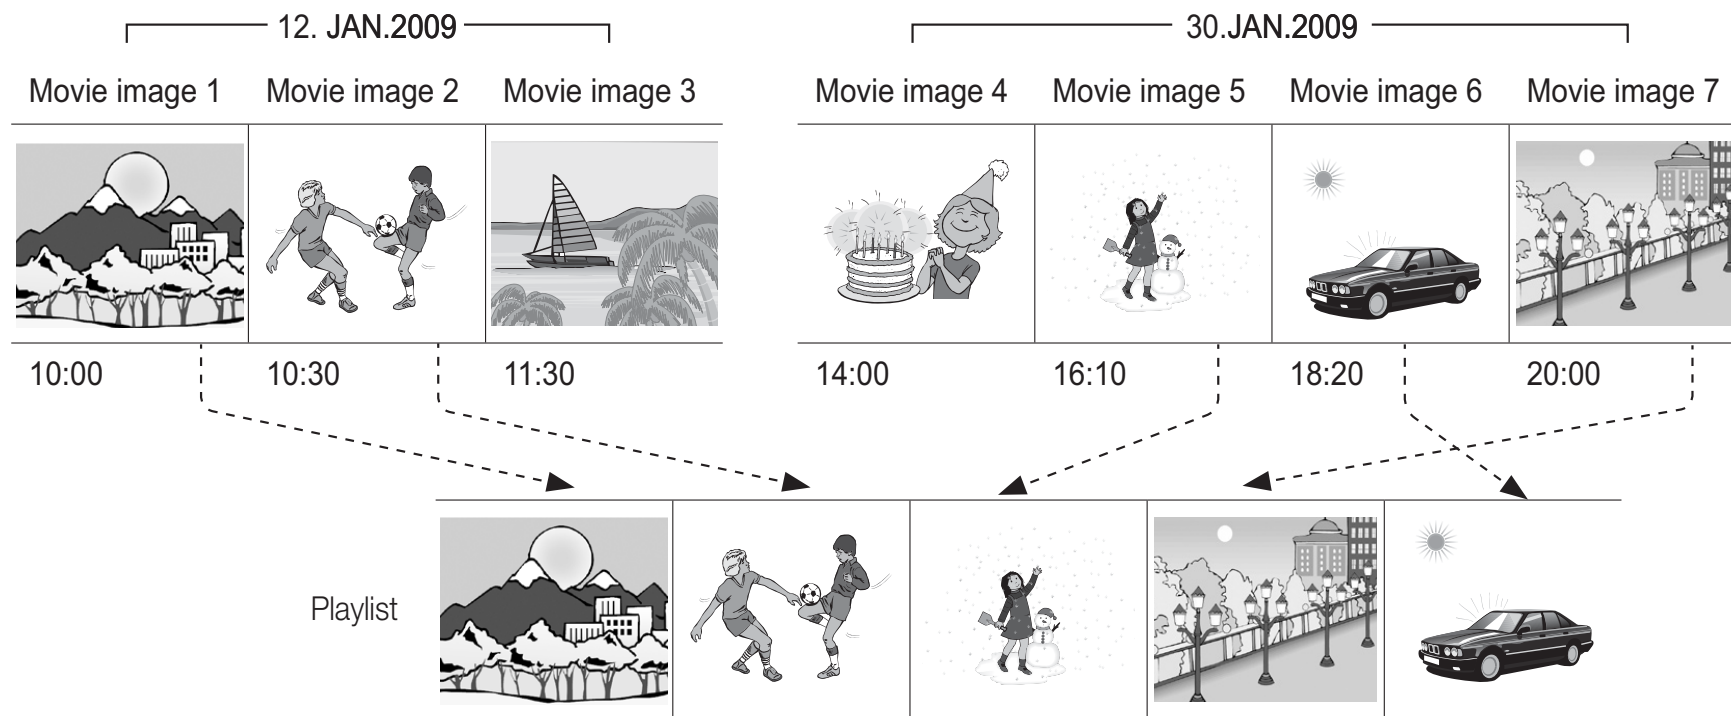 12. JAN.2009
30.JAN.2009
Movie image 1
Movie image 2
Movie image 3
Movie image 4
Movie image 5
Movie image 6
Movie image 7
10:00
10:30
11:30
14:00
16:10
18:20
20:00
Playlist